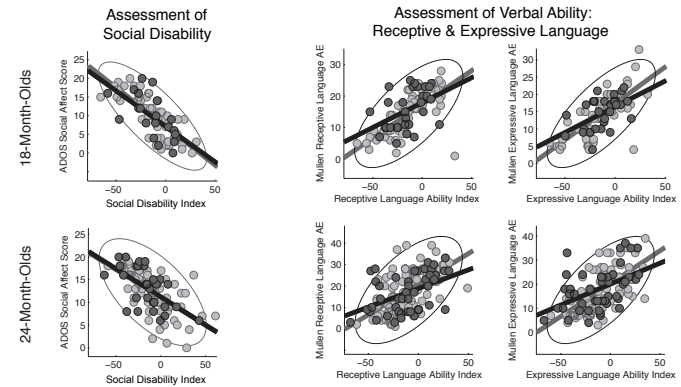 Assessment of
Social Disability
Assessment of Verbal Ability:
Receptive & Expressive Language
18-Month-Olds
ADOS Social Affect Score
25
20
15
10
5
0
−50
0
50
Social Disability Index
Mullen Receptive Language AE
30
20
10
0
−50
0
50
Receptive Language Ability Index
Mullen Expressive Language AE
30
25
20
15
10
5
0
−50
0
50
Expressive Language Ability Index
24-Month-Olds
ADOS Social Affect Score
25
20
15
10
5
0
−50
0
50
Social Disability Index
Mullen Receptive Language AE
40
30
20
10
0
−50
0
50
Receptive Language Ability Index
Mullen Expressive Language AE
40
30
20
10
0
−50
0
50
Expressive Language Ability Index